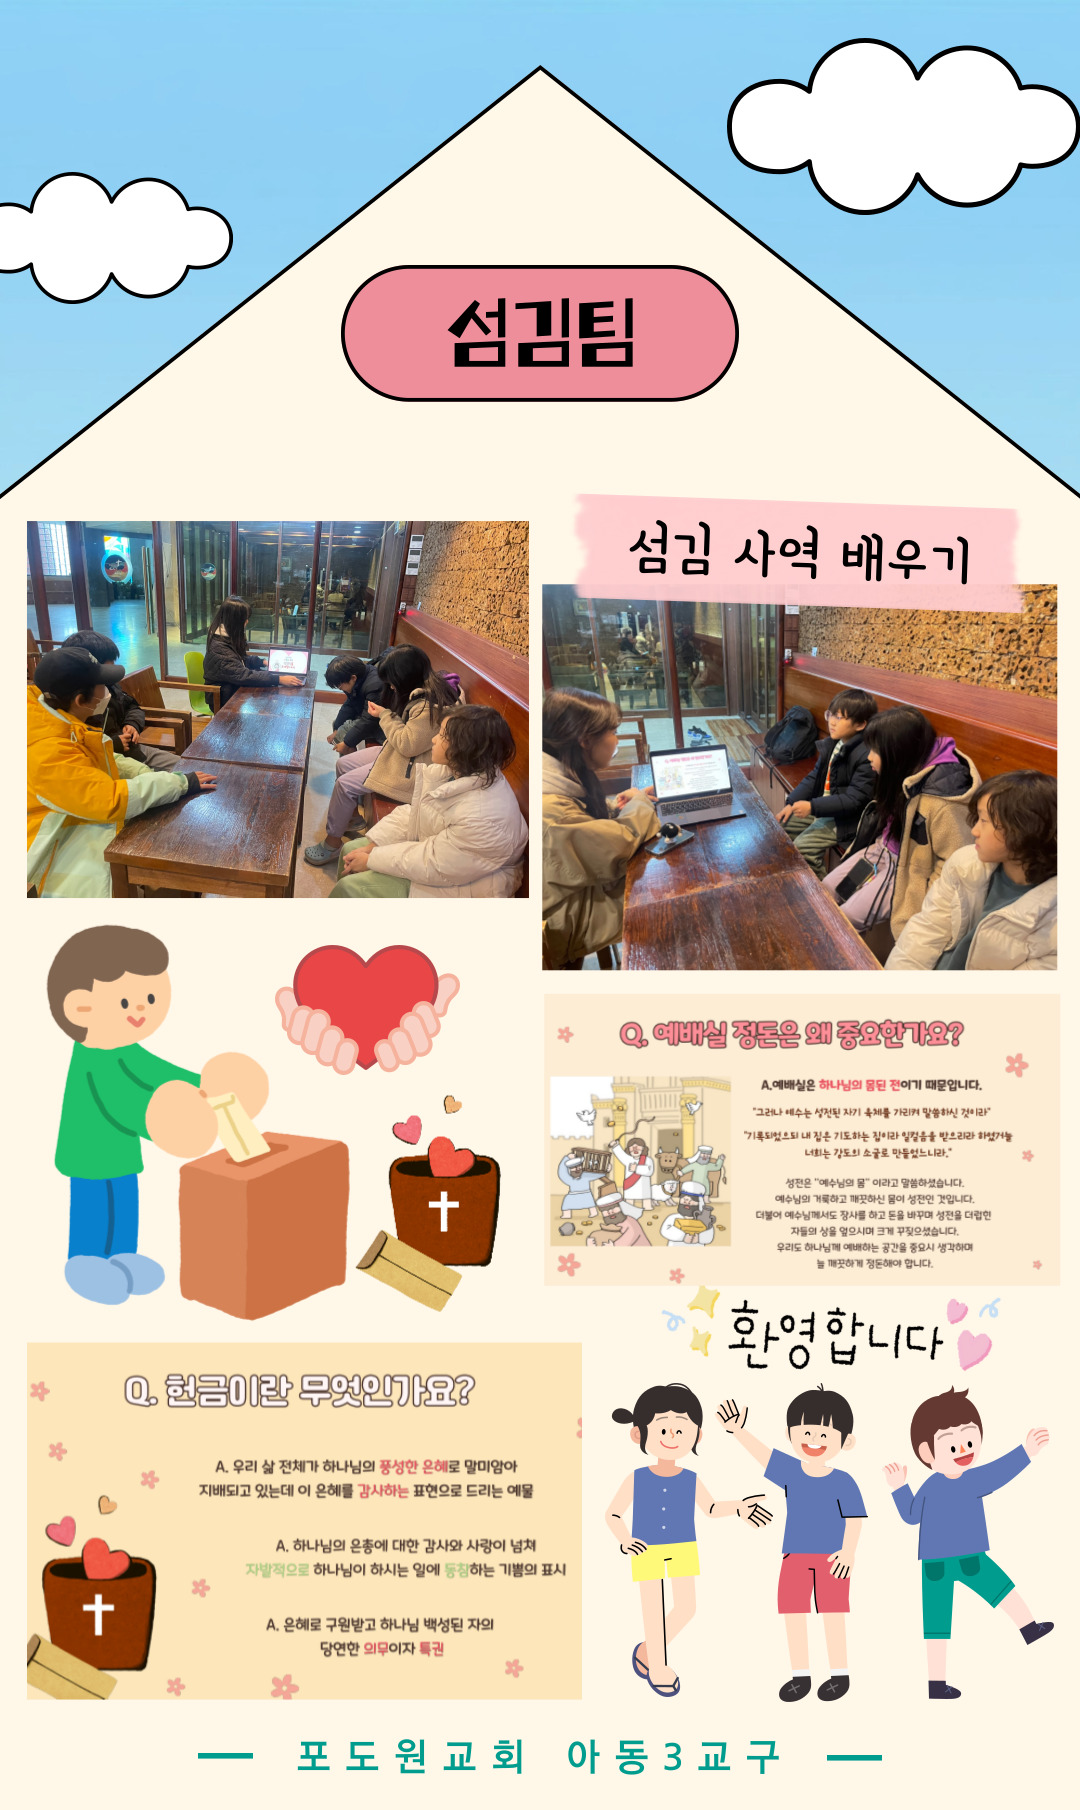 섬김팀
섬김 사역 배우기
Q. 예배실 정돈은 왜 중요한가요?
A.예배실은 하나님의 몸된 전이기 때문입니다.
"그러나 예수는 성전된 자기 육체를 가리켜 말씀하신 것이라"
"기록되었으되 내 집은 기도하는 집이라 일컬음을 받으리라 하였거늘
너희는 강도의 소굴로 만들었느니라."
성전은 "예수님의 몸" 이라고 말씀하셨습니다.
예수님의 거룩하고 깨끗하신 몸이 성전인 것입니다.
더불어 예수님께서도 장사를 하고 돈을 바꾸며 성전을 더럽힌
자들의 상을 엎으시며 크게 꾸짖으셨습니다.
우리도 하나님께 예배하는 공간을 중요시 생각하며
늘 깨끗하게 정돈해야 합니다.
환영합니다
Q. 헌금이란 무엇인가요?
A. 우리 삶 전체가 하나님의 풍성한 은혜로 말미암아
지배되고 있는데 이 은혜를 감사하는 표현으로 드리는 예물
A. 하나님의 은총에 대한 감사와 사랑이 넘쳐
자발적으로 하나님이 하시는 일에 동참하는 기쁨의 표시
A. 은혜로 구원받고 하나님 백성된 자의
당연한 의무이자 특권
포도원교회 아동3교구